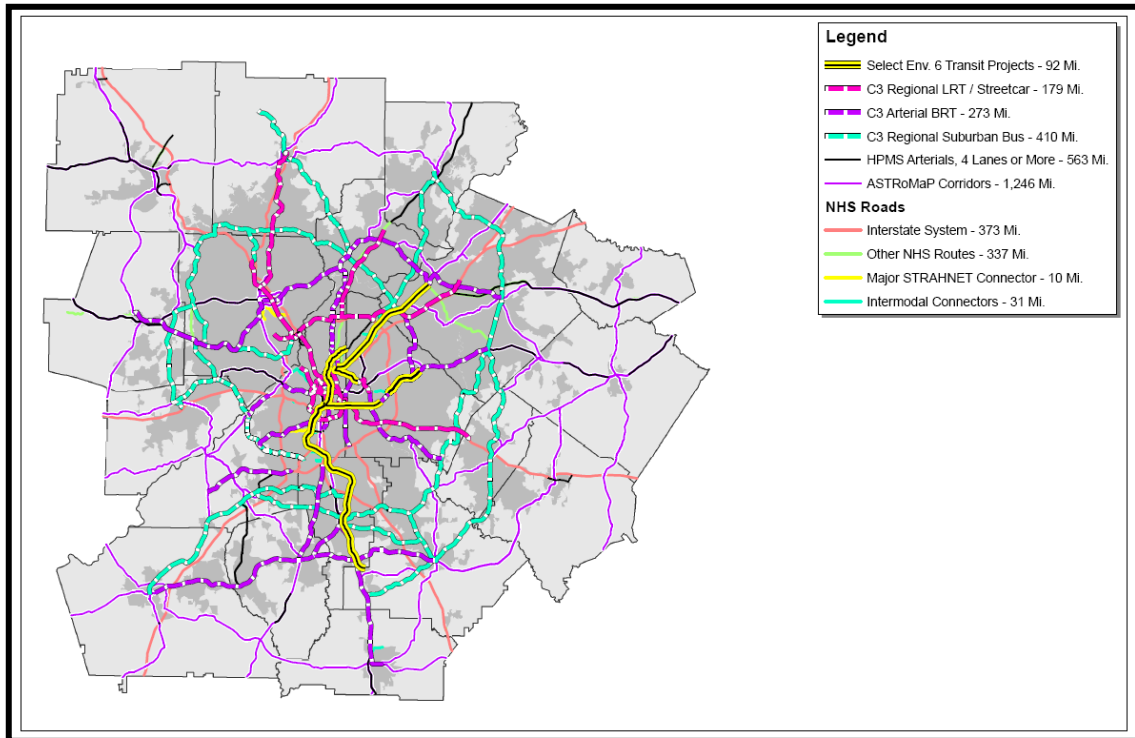 Legend
Select Env. 6 Transit Projects - 92 Mi.
C3 Regional LRT / Streetcar - 179 Mi.
C3 Arterial BRT - 273 Mi.
C3 Regional Suburban Bus - 410 Mi.
HPMS Arterials, 4 Lanes or More - 563 Mi.
ASTRoMaP Corridors - 1,246 Mi.
NHS Roads
Interstate System - 373 Mi.
Other NHS Routes - 337 Mi.
Major STRAHNET Connector - 10 Mi.
Intermodal Connectors - 31 Mi.